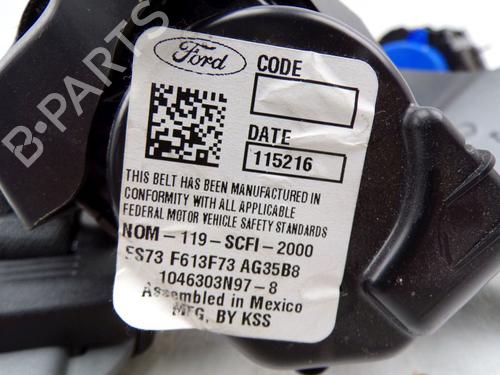 Ford
CODE
DATE
115216
THIS BELT HAS BEEN MANUFACTURED IN
CONFORMITY WITH ALL APPLICABLE
FEDERAL MOTOR VEHICLE SAFETY STANDARDS
NOM-119-SCFI-2000
ES73 F613F73 AG35B8
1046303N97-8
Assembled in Mexico
MFG, BY KSS
B-PARTS